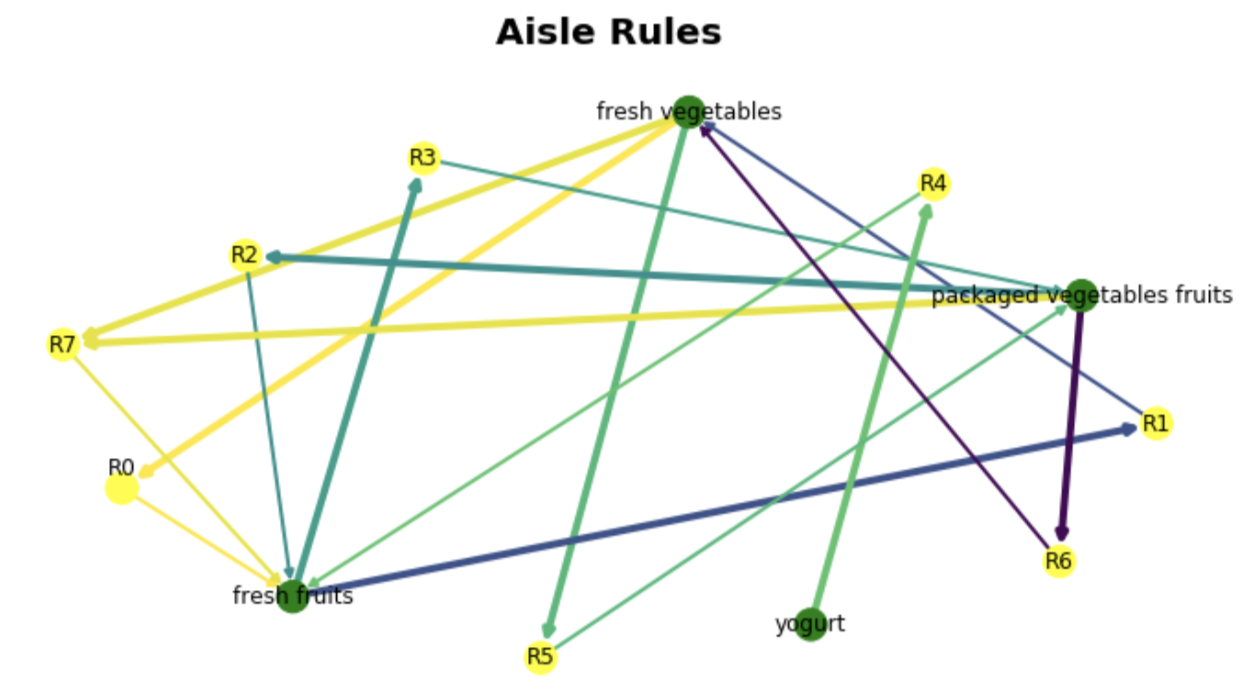 Aisle Rules
fresh vegetables
R3
R4
R2
packaged vegetables fruits
R7
R1
R0
R6
fresh fruits
yogurt
R5